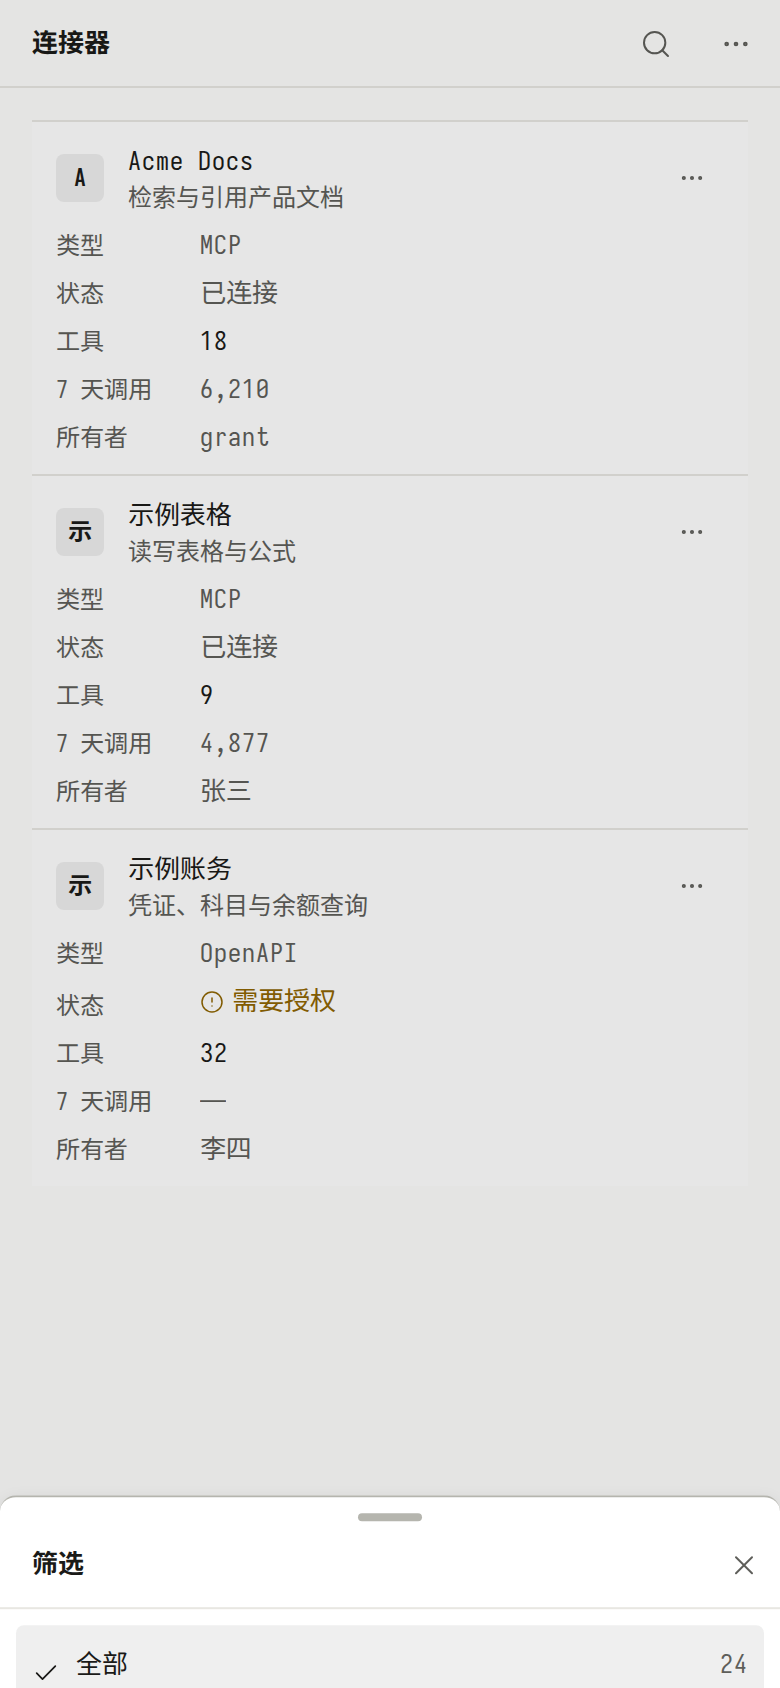 连接器
A
Acme Docs
检索与引用产品文档
类型 MCP
状态 已连接
工具 18
7 天调用 6,210
所有者 grant
示
示例表格
读写表格与公式
类型 MCP
状态 已连接
工具 9
7 天调用 4,877
所有者 张三
示
示例账务
凭证、科目与余额查询
类型 OpenAPI
状态 需要授权
工具 32
7 天调用 —
所有者 李四
筛选
全部 24